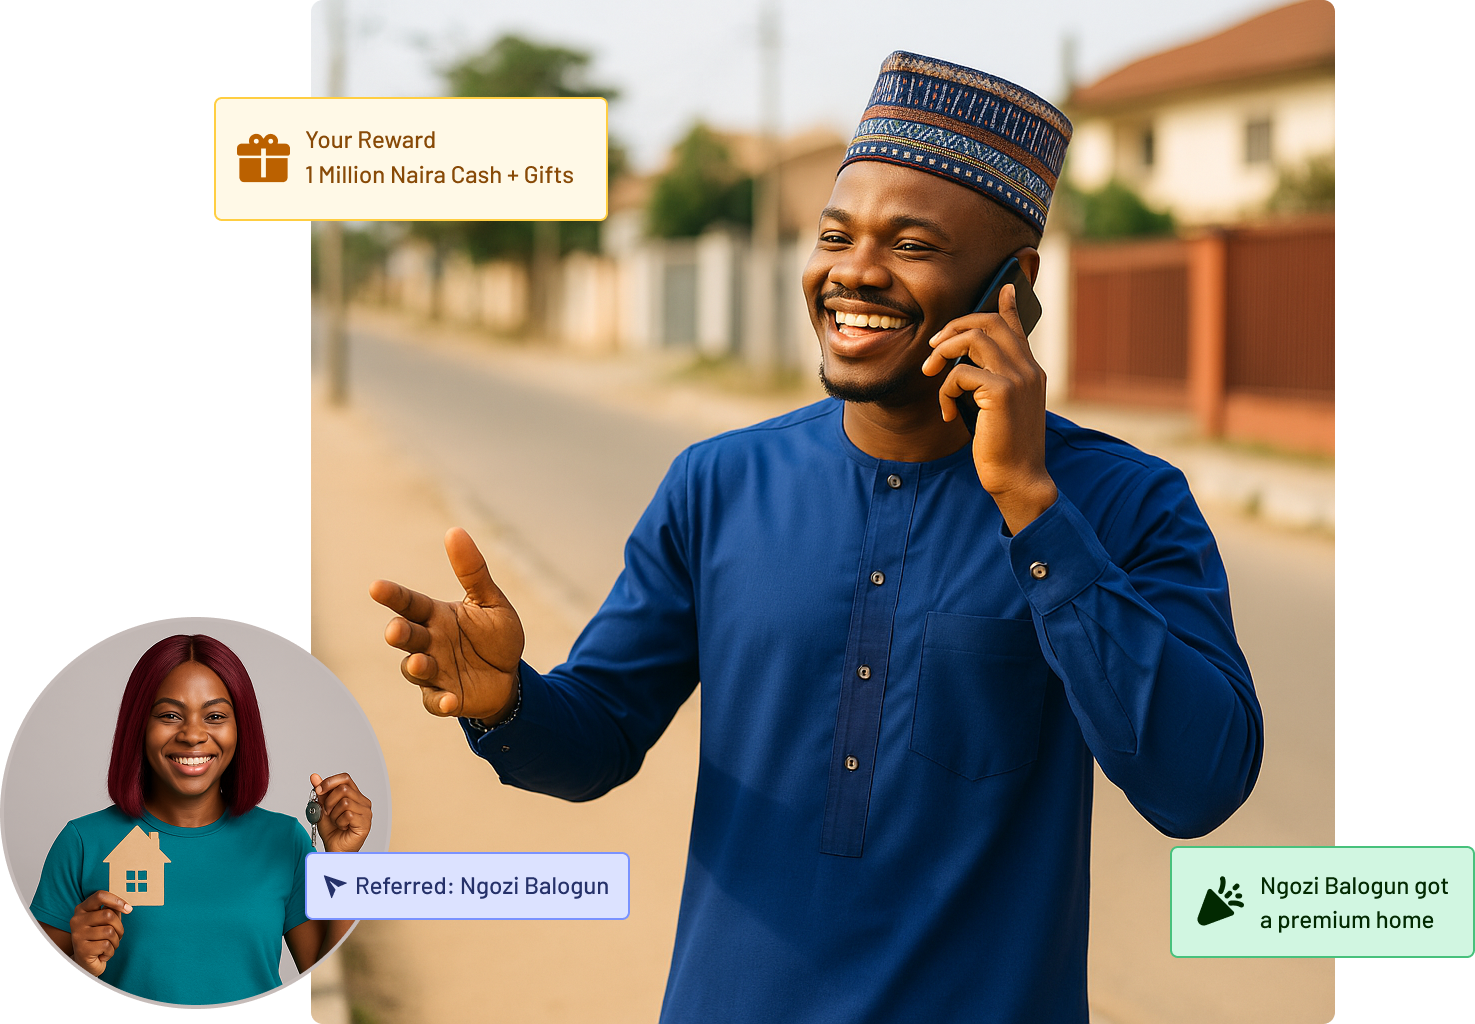 Your Reward
1 Million Naira Cash + Gifts
Referred: Ngozi Balogun
Ngozi Balogun got
a premium home